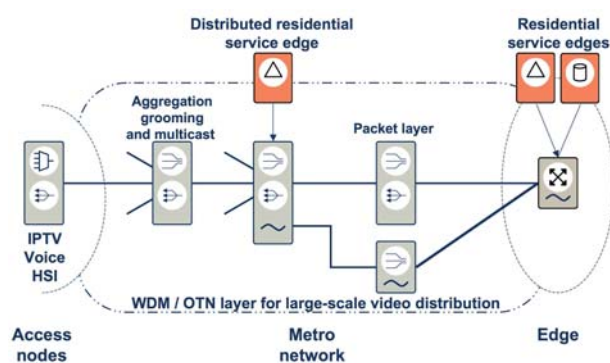 Distributed residential
service edge
Residential
service edges
Aggregation
grooming
and multicast
Packet layer
IPTV
Voice
HSI
WDM / OTN layer for large-scale video distribution
Access
nodes
Metro
network
Edge